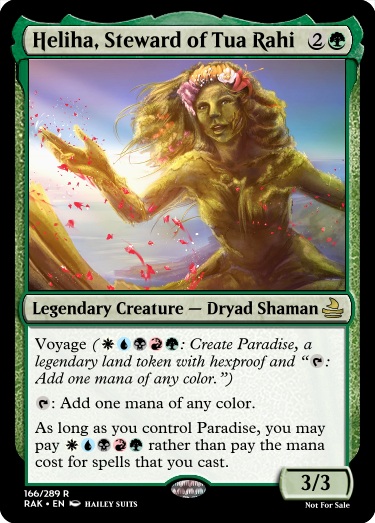 Heliha, Steward of Tua Rahi 2
Legendary Creature — Dryad Shaman
Voyage (: Create Paradise, a
legendary land token with hexproof and “:
Add one mana of any color.”)
: Add one mana of any color.
As long as you control Paradise, you may
pay rather than pay the mana
cost for spells that you cast.
3/3
166/289 R
RAK • EN HAILEY SUITS
Not For Sale